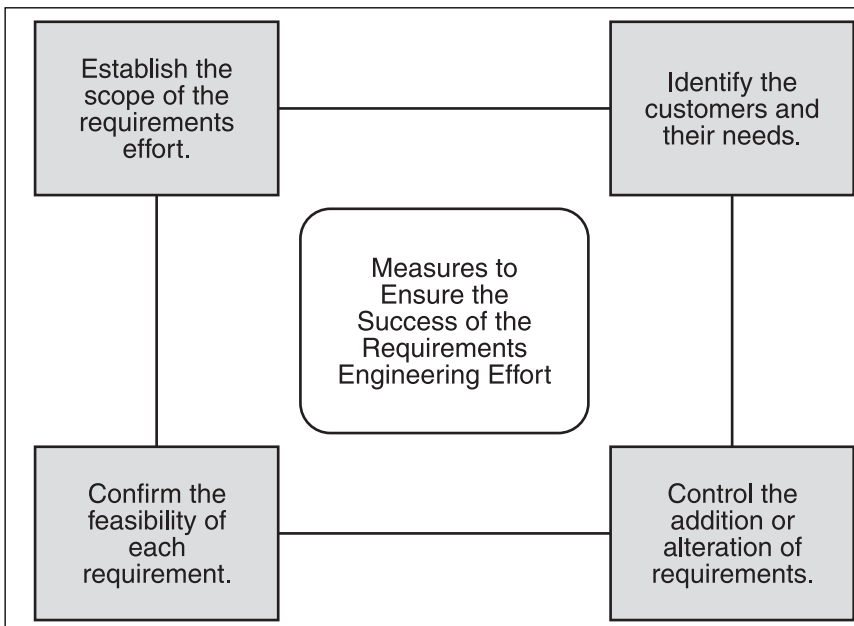 Establish the
scope of the
requirements
effort.
Identify the
customers and
their needs.
Measures to
Ensure the
Success of the
Requirements
Engineering Effort
Confirm the
feasibility of
each
requirement.
Control the
addition or
alteration of
requirements.